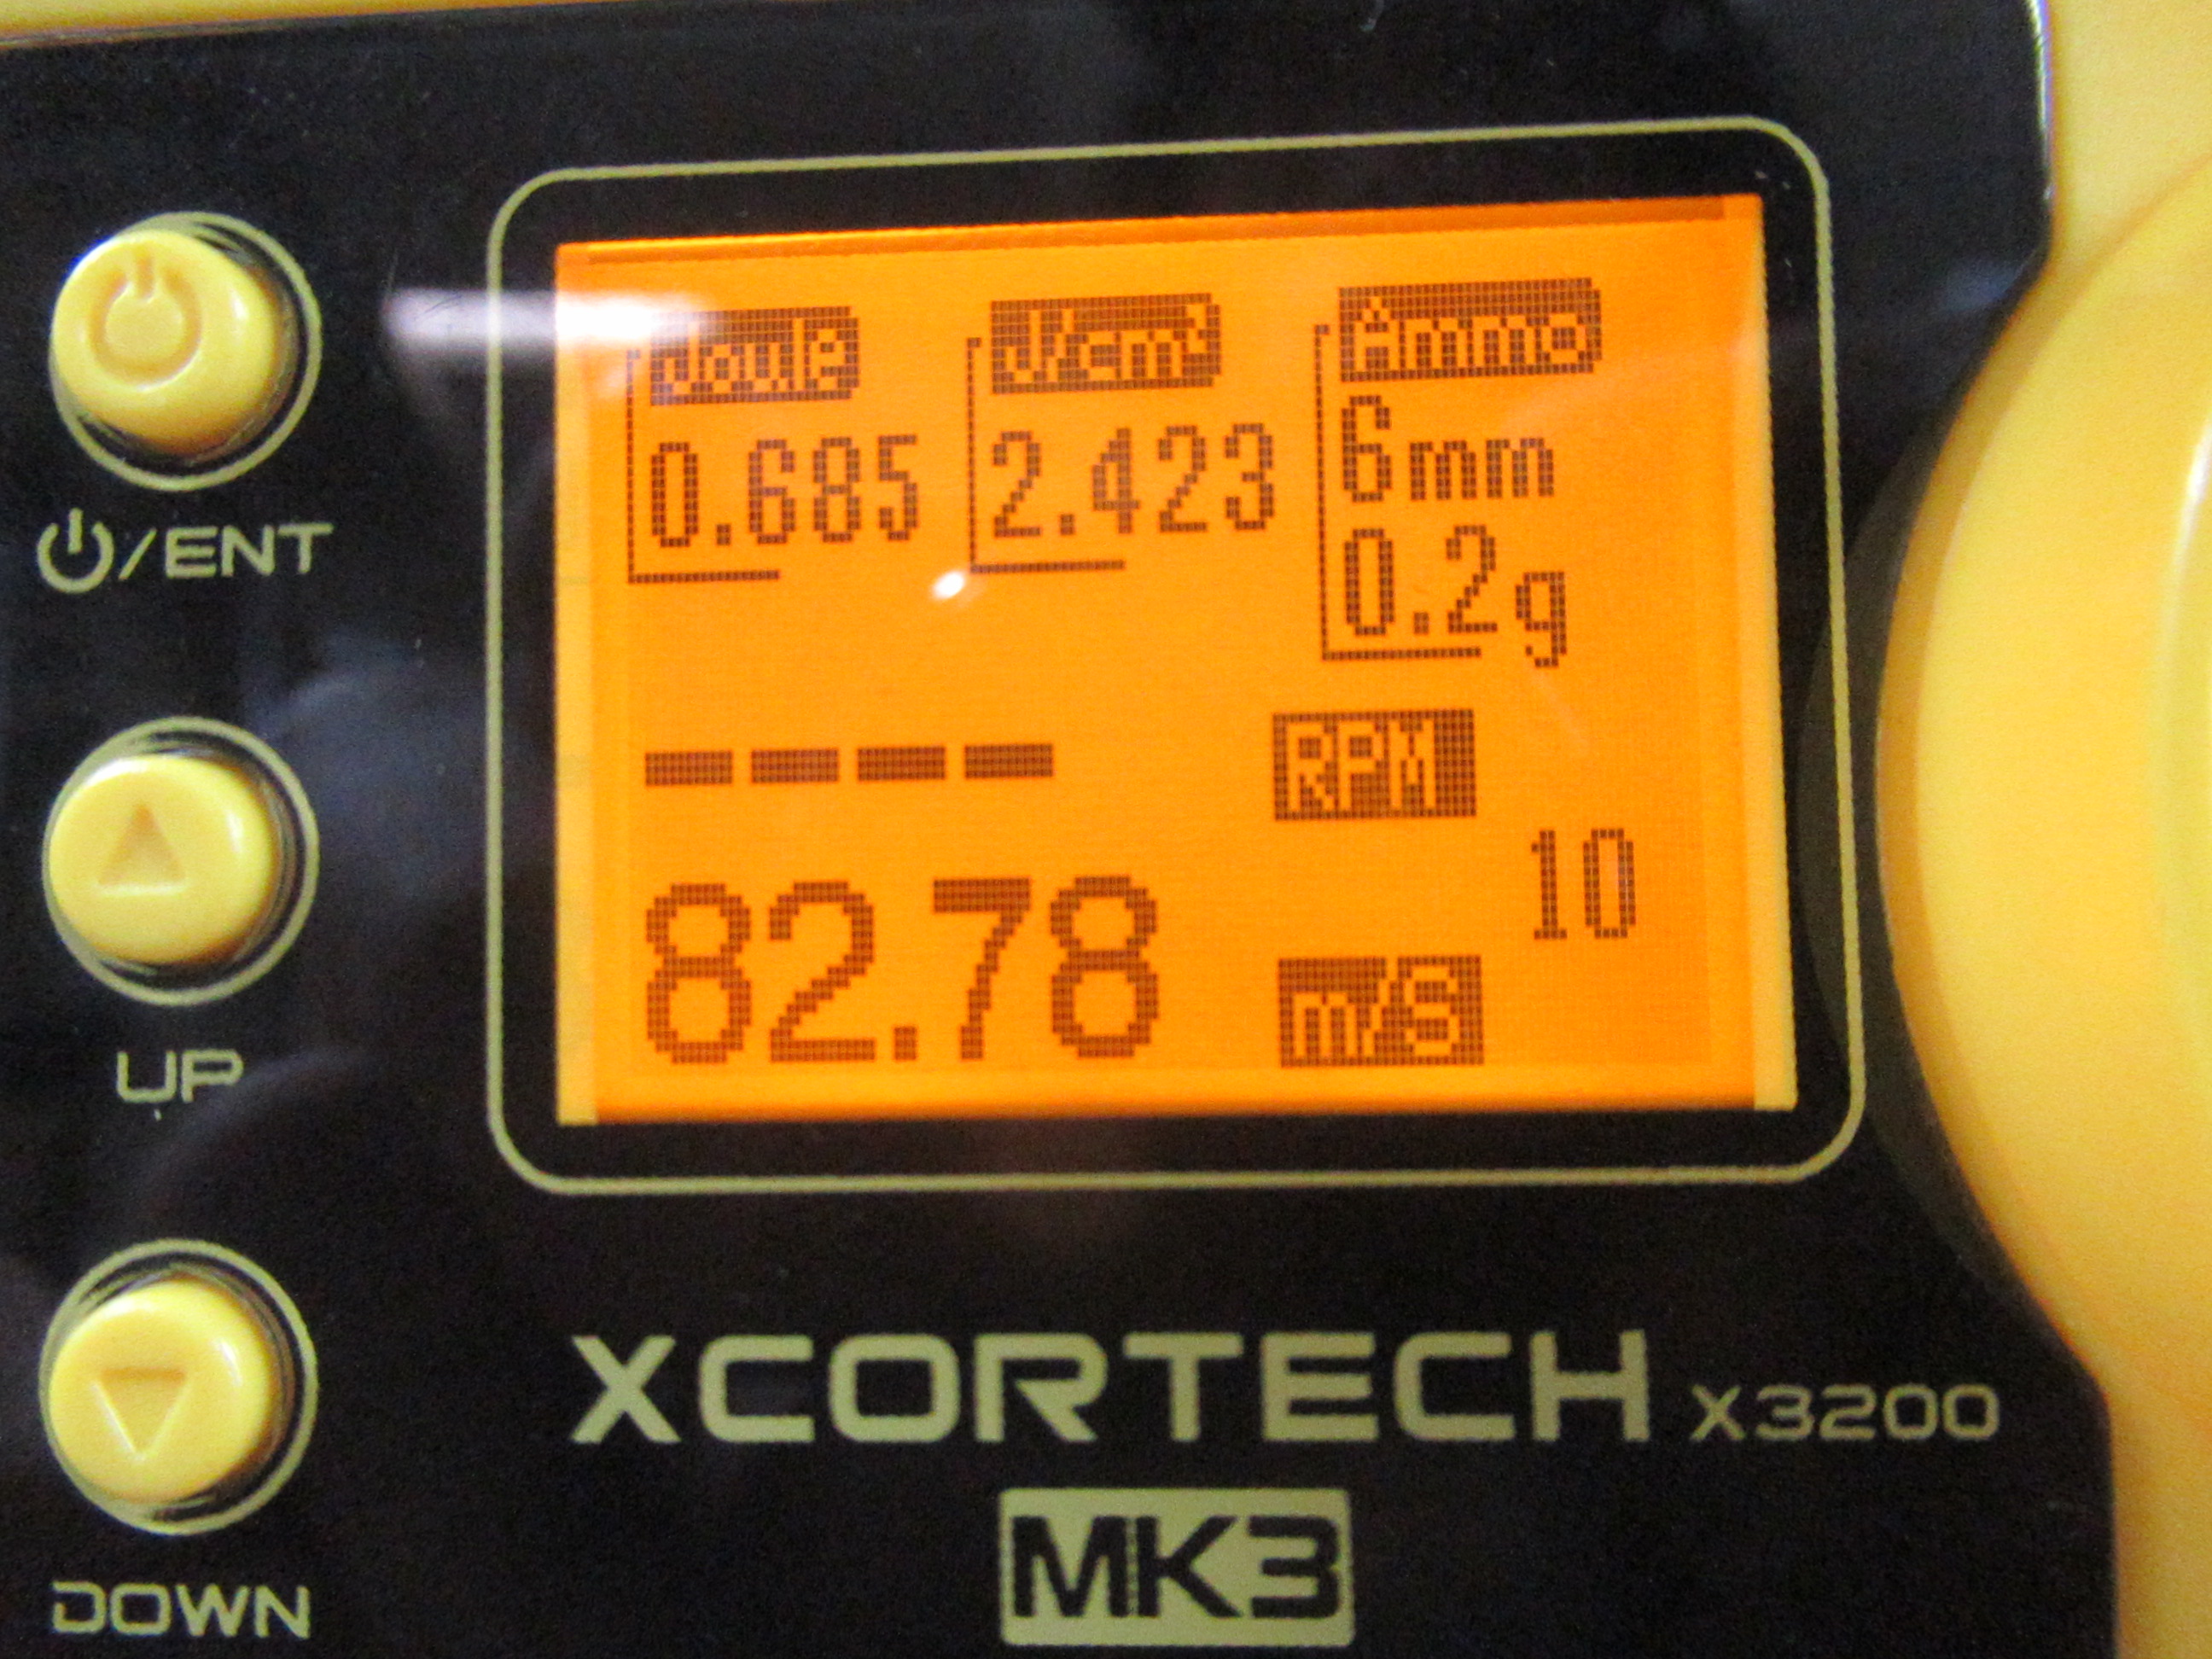 Joule J/cm² Ammo
0.685 2.423 6mm
0.2g
---- RPM
10
82.78 m/S
/ENT
UP
DOWN
XCORTECH X3200
MK3